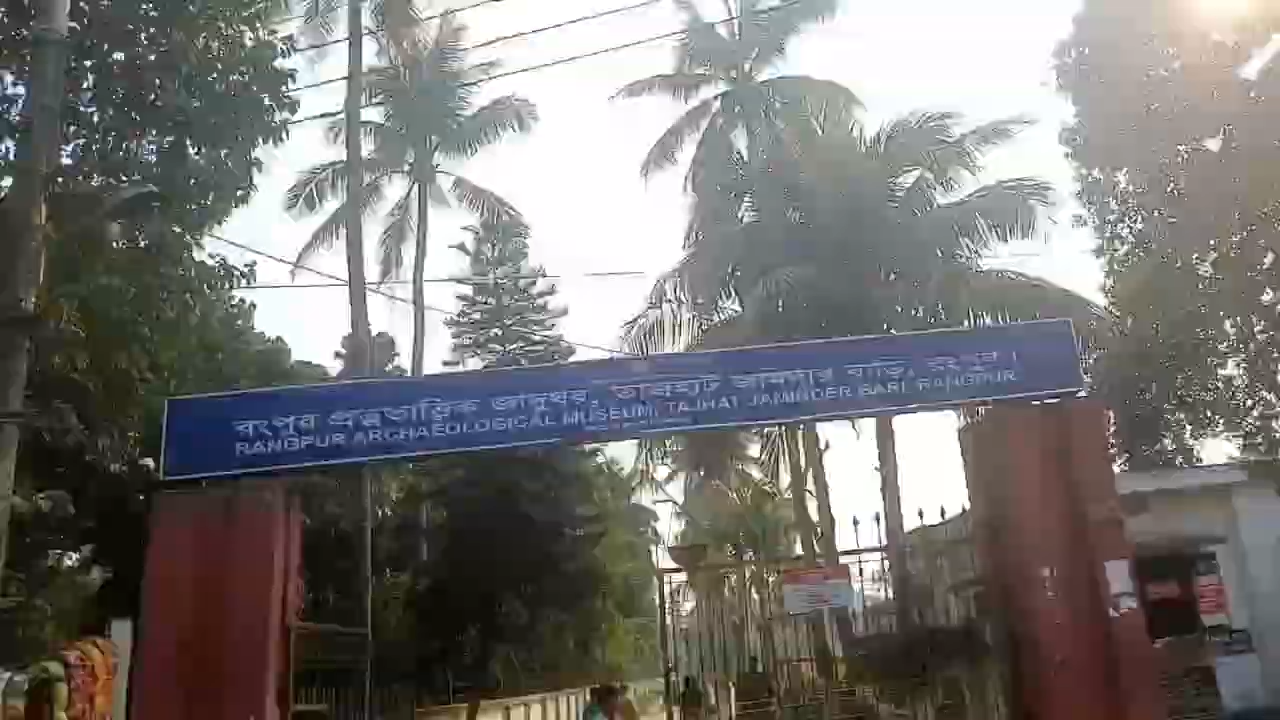 রংপুর প্রত্নতাত্ত্বিক জাদুঘর, তাজহাট জমিদার বাড়ি, রংপুর ।
RANGPUR ARCHAEOLOGICAL MUSEUM, TAJHAT JAMINDER BARI, RANGPUR